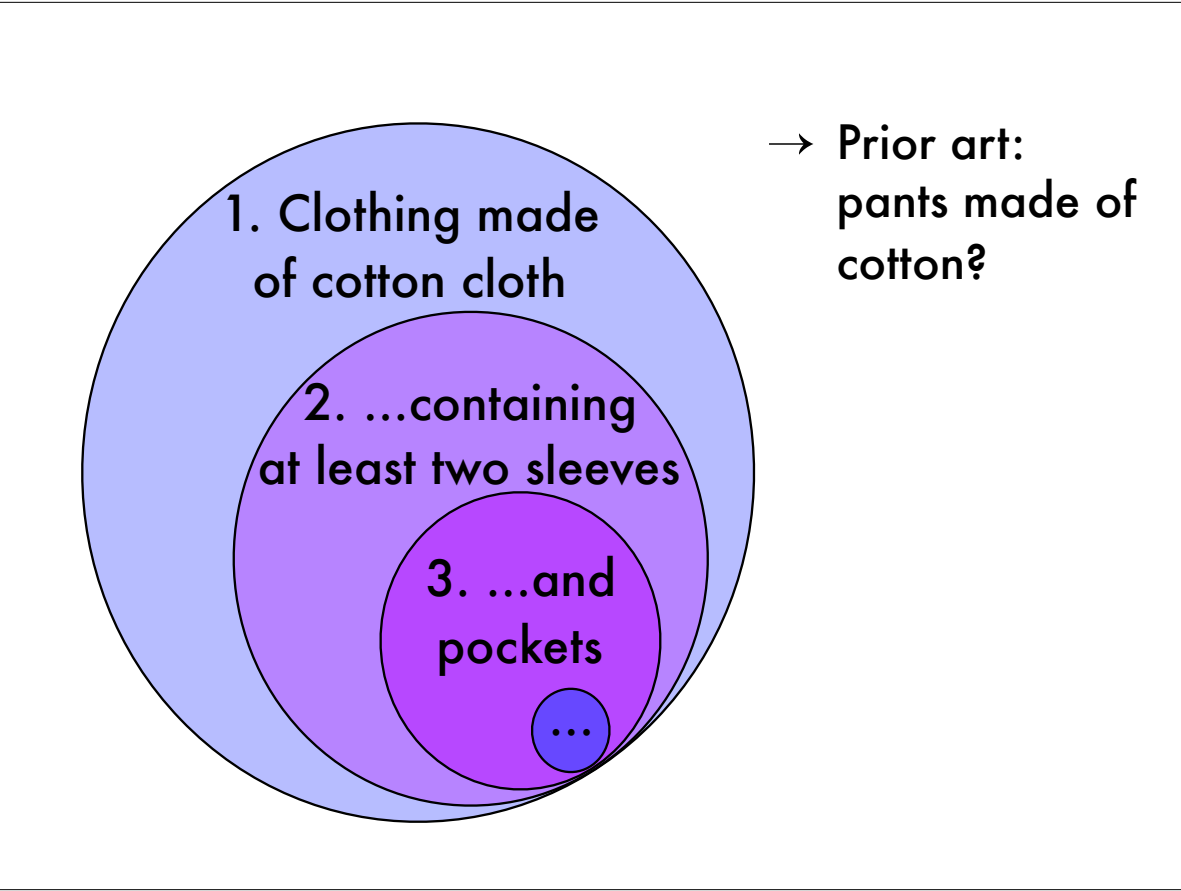 1. Clothing made
of cotton cloth
2. ...containing
at least two sleeves
3. ...and
pockets
...
→ Prior art:
pants made of
cotton?